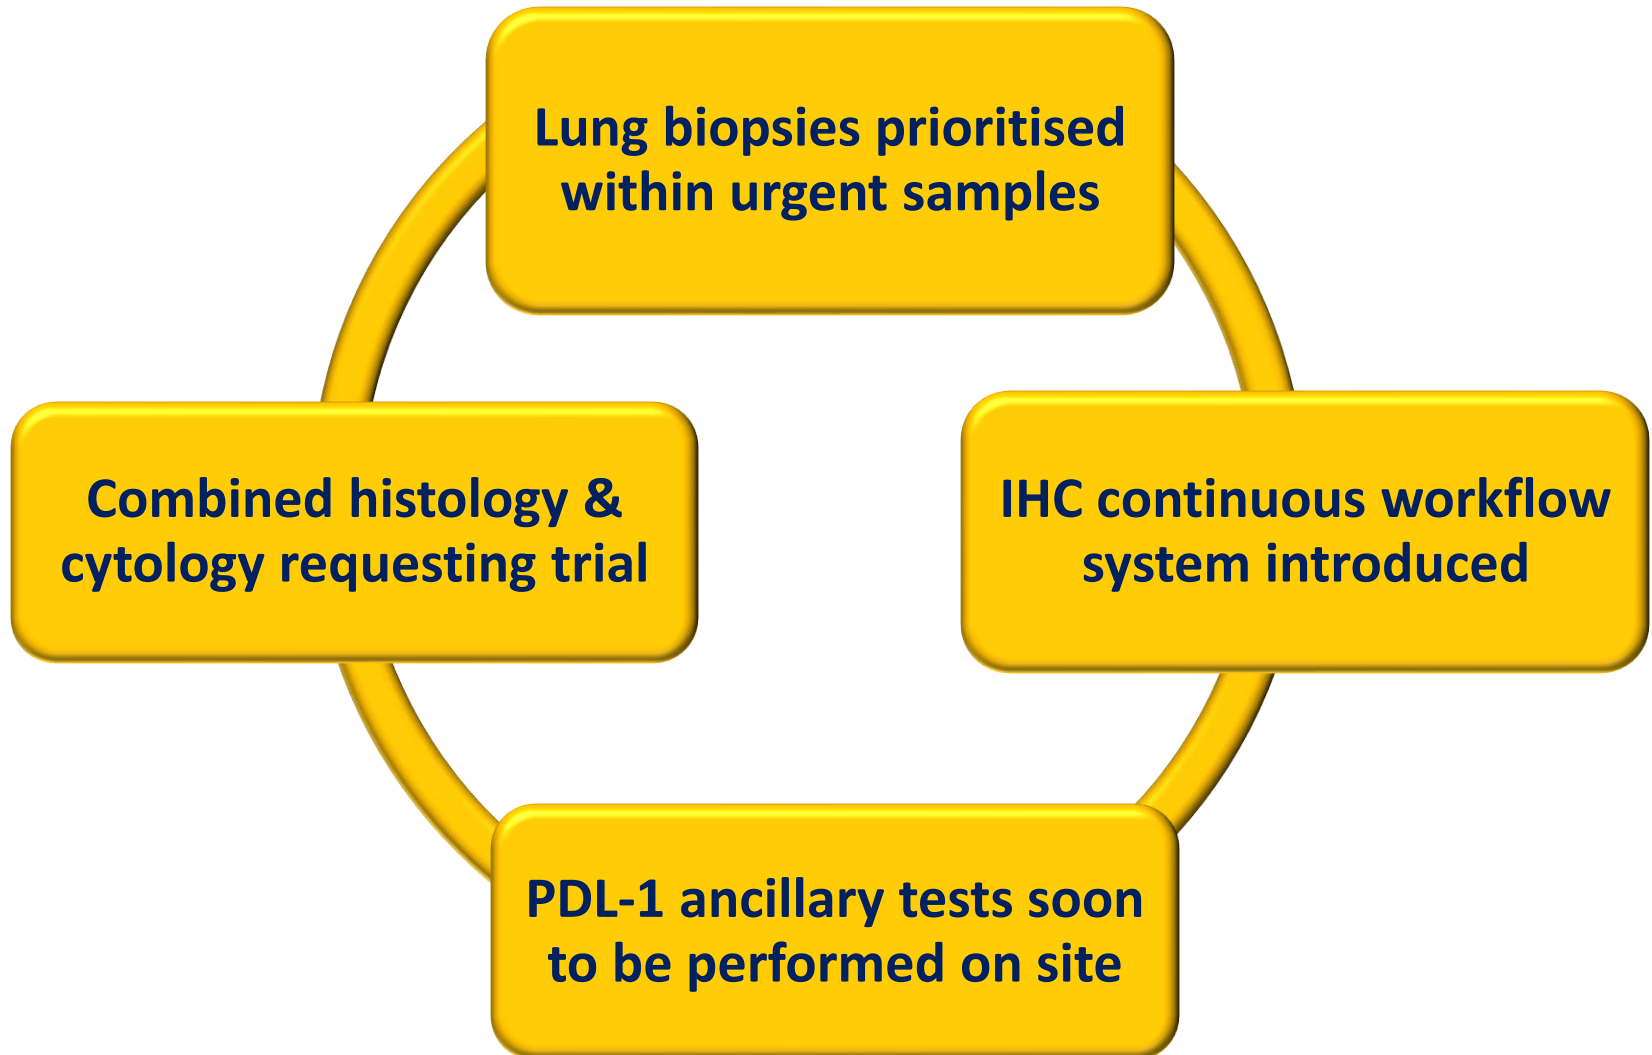 Lung biopsies prioritised
within urgent samples
Combined histology &
cytology requesting trial
IHC continuous workflow
system introduced
PDL-1 ancillary tests soon
to be performed on site